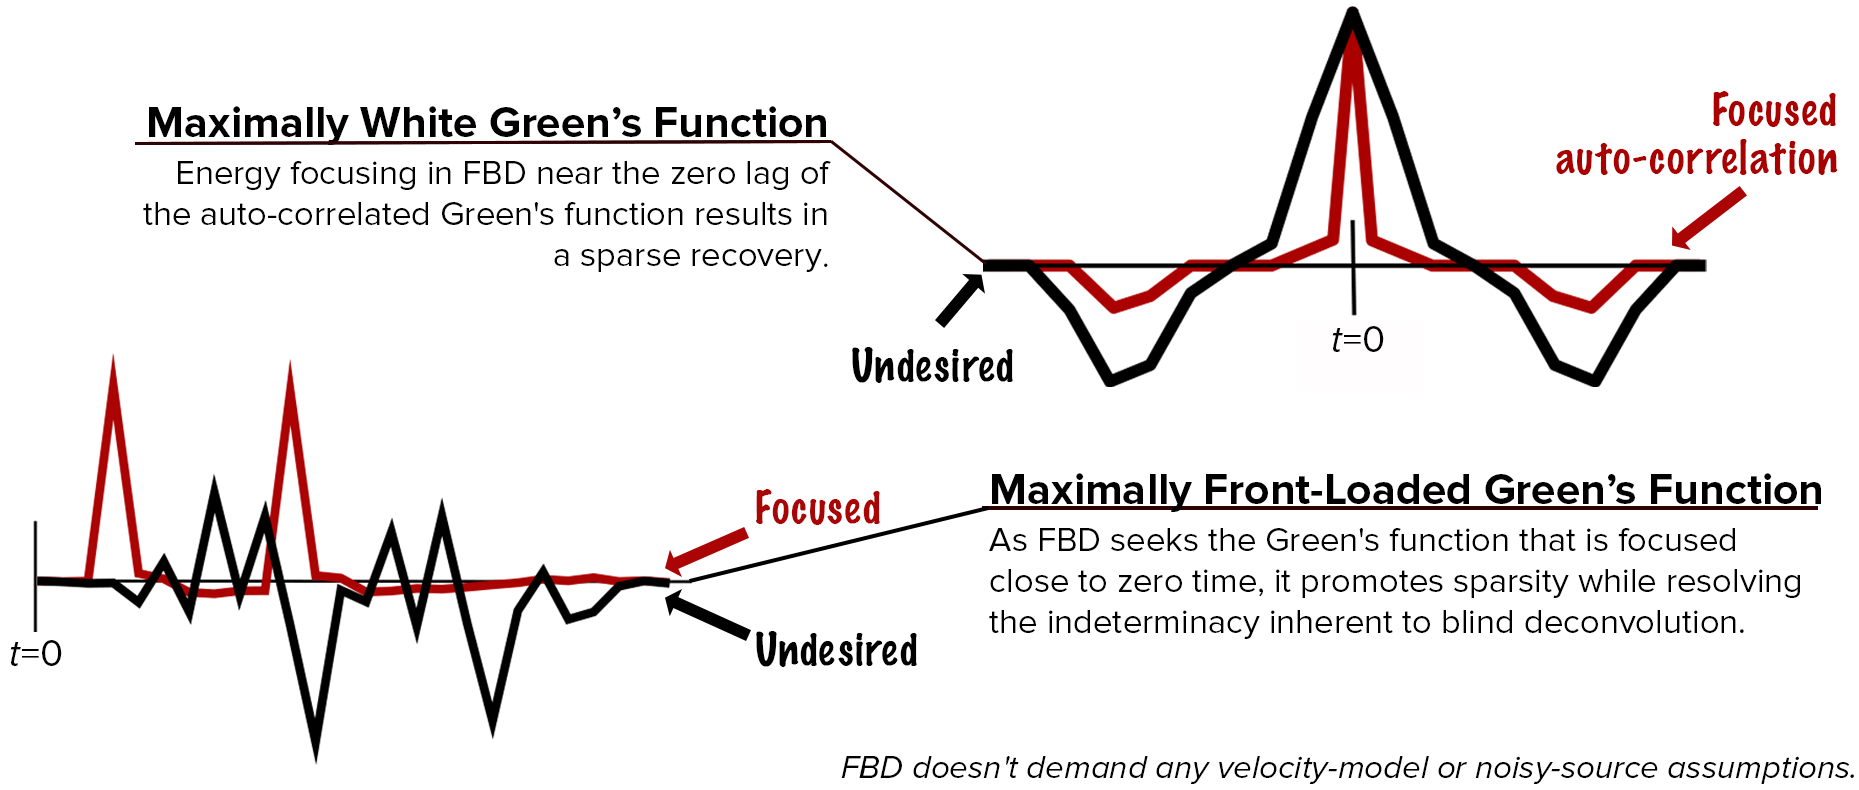 Maximally White Green’s Function
Energy focusing in FBD near the zero lag of
the auto-correlated Green's function results in
a sparse recovery.
Focused
auto-correlation
Undesired
t=0
Focused
Undesired
t=0
Maximally Front-Loaded Green’s Function
As FBD seeks the Green's function that is focused
close to zero time, it promotes sparsity while resolving
the indeterminacy inherent to blind deconvolution.
FBD doesn't demand any velocity-model or noisy-source assumptions.